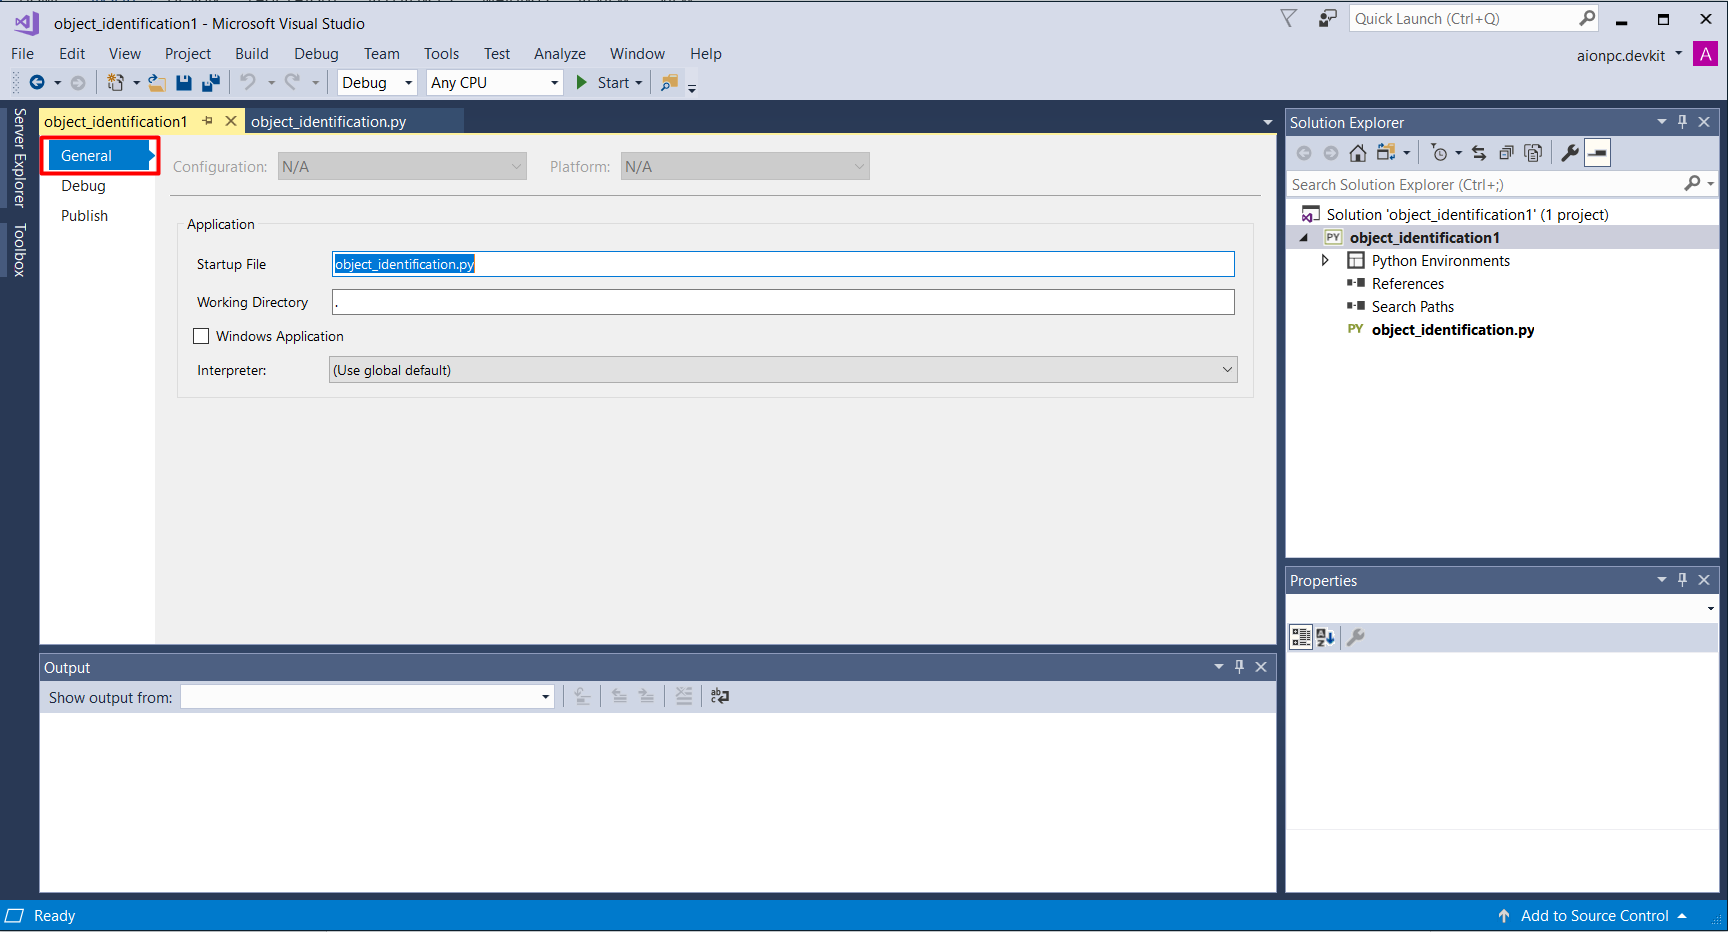 object_identification1 - Microsoft Visual Studio
Quick Launch (Ctrl+Q)
File Edit View Project Build Debug Team Tools Test Analyze Window Help
aionpc.devkit A
Debug Any CPU Start
Server Explorer
Toolbox
object_identification1 object_identification.py
General
Debug
Publish
Configuration: N/A Platform: N/A
Application
Startup File object_identification.py
Working Directory .
Windows Application
Interpreter: (Use global default)
Solution Explorer
Search Solution Explorer (Ctrl+;)
Solution 'object_identification1' (1 project)
PY object_identification1
Python Environments
References
Search Paths
PY object_identification.py
Properties
Output
Show output from:
Ready
Add to Source Control